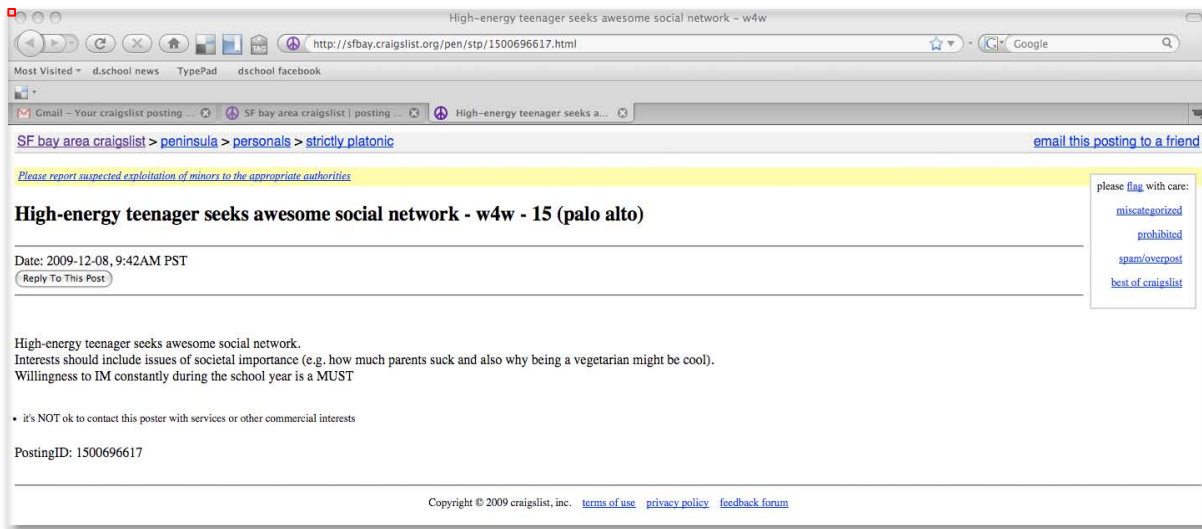 High-energy teenager seeks awesome social network - w4w
TAG http://sfbay.craigslist.org/pen/stp/1500696617.html Google
Most Visited d.school news TypePad dschool facebook
Gmail - Your craigslist posting ... SF bay area craigslist | posting ... High-energy teenager seeks a...
SF bay area craigslist > peninsula > personals > strictly platonic email this posting to a friend
Please report suspected exploitation of minors to the appropriate authorities
please flag with care:
miscategorized
prohibited
spam/overpost
best of craigslist
High-energy teenager seeks awesome social network - w4w - 15 (palo alto)
Date: 2009-12-08, 9:42AM PST
Reply To This Post
High-energy teenager seeks awesome social network.
Interests should include issues of societal importance (e.g. how much parents suck and also why being a vegetarian might be cool).
Willingness to IM constantly during the school year is a MUST
• it's NOT ok to contact this poster with services or other commercial interests
PostingID: 1500696617
Copyright © 2009 craigslist, inc. terms of use privacy policy feedback forum